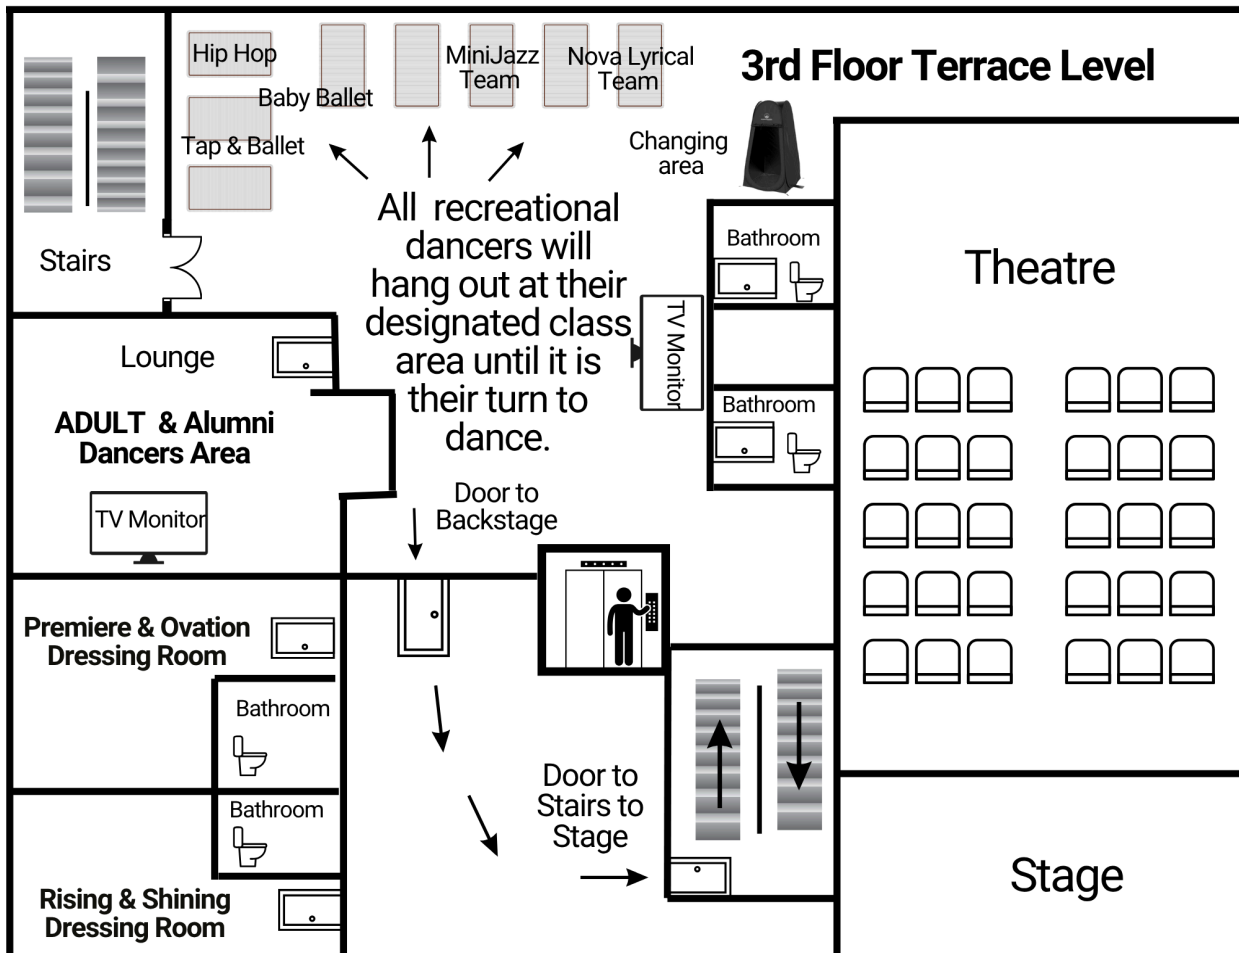 3rd Floor Terrace Level
Hip Hop
Baby Ballet
MiniJazz
Team
Nova Lyrical
Team
Tap & Ballet
Changing
area
All  recreational
dancers will
hang out at their
designated class
area until it is
their turn to
dance.
Stairs
Bathroom
Theatre
TV Monitor
Lounge
ADULT  & Alumni
Dancers Area
TV Monitor
Bathroom
Door to
Backstage
Premiere & Ovation
Dressing Room
Bathroom
Bathroom
Door to
Stairs to
Stage
Stage
Rising & Shining
Dressing Room